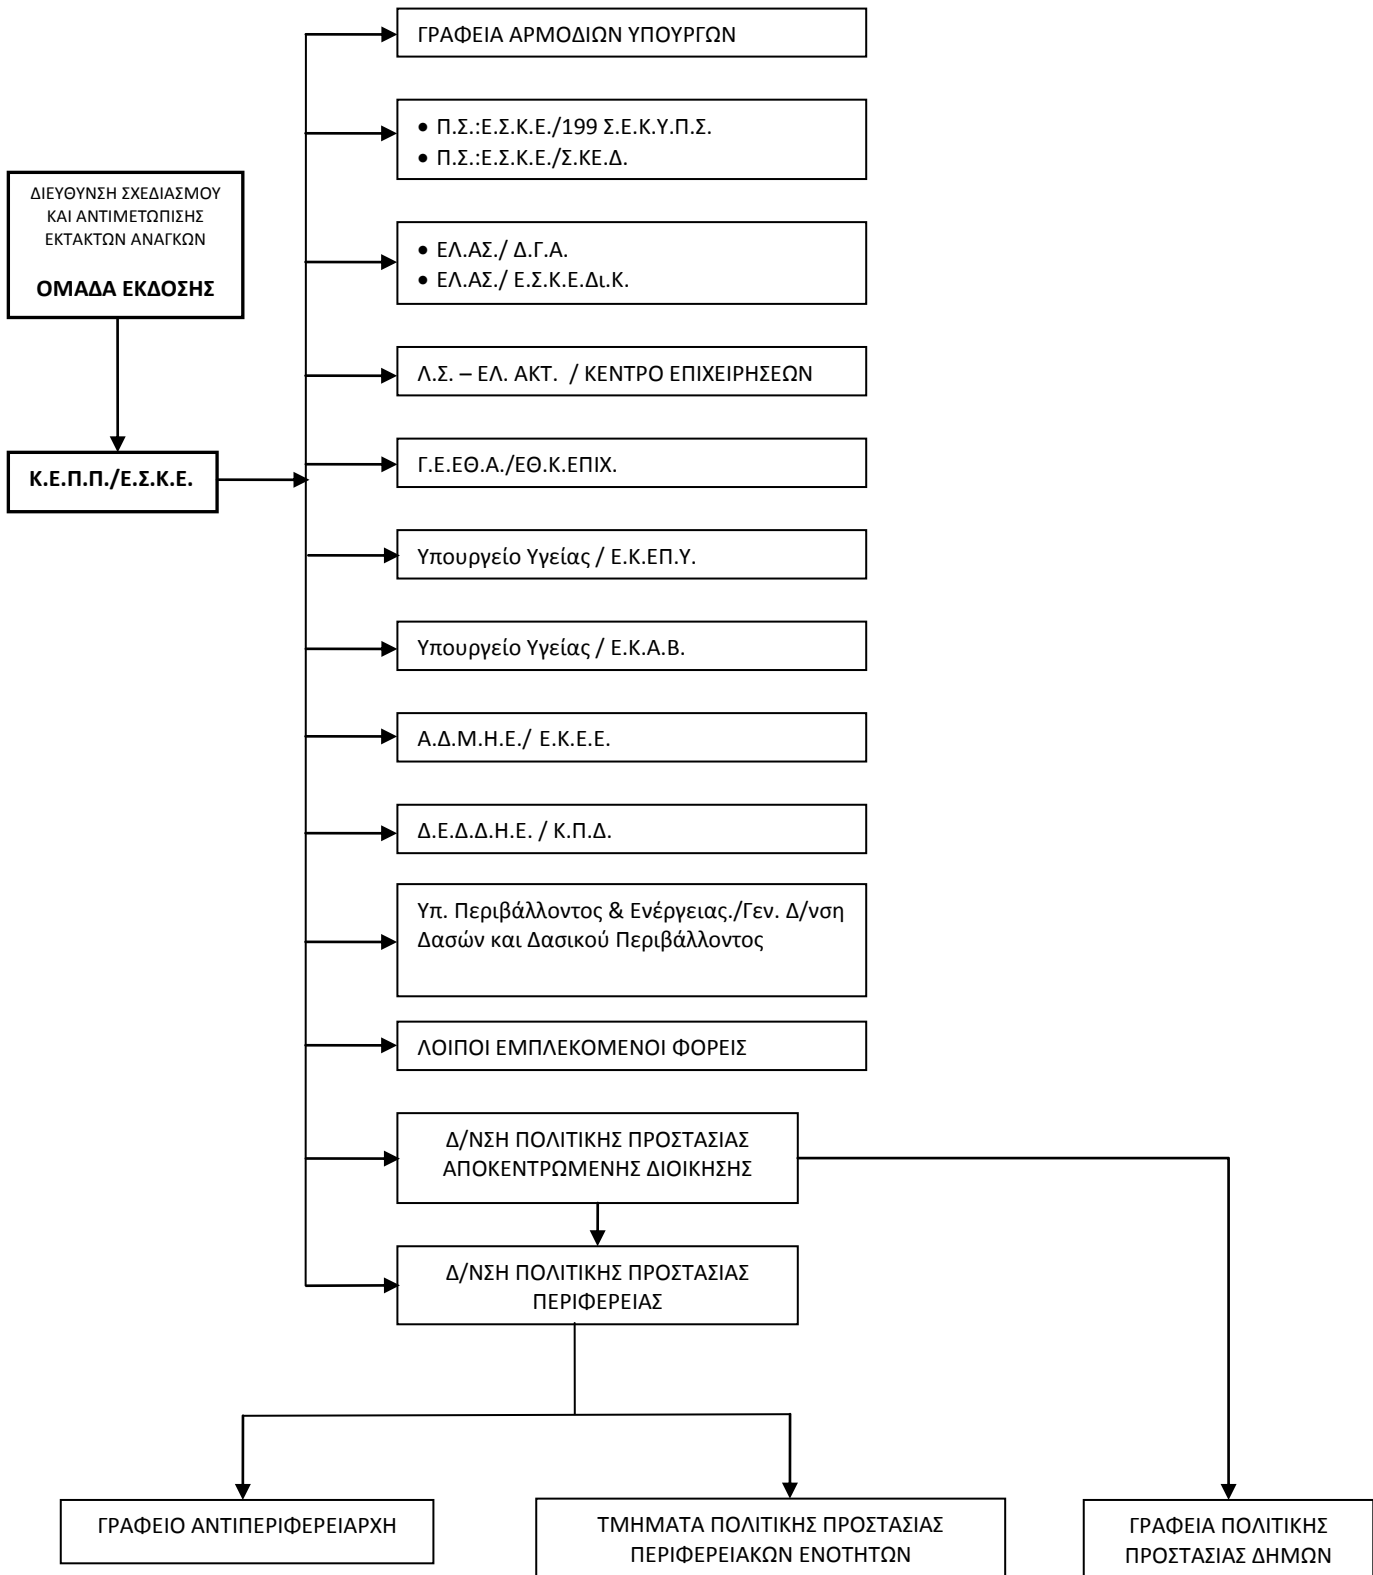 ΓΡΑΦΕΙΑ ΑΡΜΟΔΙΩΝ ΥΠΟΥΡΓΩΝ
• Π.Σ.:Ε.Σ.Κ.Ε./199 Σ.Ε.Κ.Υ.Π.Σ.
• Π.Σ.:Ε.Σ.Κ.Ε./Σ.ΚΕ.Δ.
ΔΙΕΥΘΥΝΣΗ ΣΧΕΔΙΑΣΜΟΥ
ΚΑΙ ΑΝΤΙΜΕΤΩΠΙΣΗΣ
ΕΚΤΑΚΤΩΝ ΑΝΑΓΚΩΝ
ΟΜΑΔΑ ΕΚΔΟΣΗΣ
• ΕΛ.ΑΣ./ Δ.Γ.Α.
• ΕΛ.ΑΣ./ Ε.Σ.Κ.Ε.Δι.Κ.
Λ.Σ. – ΕΛ. ΑΚΤ. / ΚΕΝΤΡΟ ΕΠΙΧΕΙΡΗΣΕΩΝ
Κ.Ε.Π.Π./Ε.Σ.Κ.Ε.
Γ.Ε.ΕΘ.Α./ΕΘ.Κ.ΕΠΙΧ.
Υπουργείο Υγείας / Ε.Κ.ΕΠ.Υ.
Υπουργείο Υγείας / Ε.Κ.Α.Β.
Α.Δ.Μ.Η.Ε./ Ε.Κ.Ε.Ε.
Δ.Ε.Δ.Δ.Η.Ε. / Κ.Π.Δ.
Υπ. Περιβάλλοντος & Ενέργειας./Γεν. Δ/νση
Δασών και Δασικού Περιβάλλοντος
ΛΟΙΠΟΙ ΕΜΠΛΕΚΟΜΕΝΟΙ ΦΟΡΕΙΣ
Δ/ΝΣΗ ΠΟΛΙΤΙΚΗΣ ΠΡΟΣΤΑΣΙΑΣ
ΑΠΟΚΕΝΤΡΩΜΕΝΗΣ ΔΙΟΙΚΗΣΗΣ
Δ/ΝΣΗ ΠΟΛΙΤΙΚΗΣ ΠΡΟΣΤΑΣΙΑΣ
ΠΕΡΙΦΕΡΕΙΑΣ
ΓΡΑΦΕΙΟ ΑΝΤΙΠΕΡΙΦΕΡΕΙΑΡΧΗ
ΤΜΗΜΑΤΑ ΠΟΛΙΤΙΚΗΣ ΠΡΟΣΤΑΣΙΑΣ
ΠΕΡΙΦΕΡΕΙΑΚΩΝ ΕΝΟΤΗΤΩΝ
ΓΡΑΦΕΙΑ ΠΟΛΙΤΙΚΗΣ
ΠΡΟΣΤΑΣΙΑΣ ΔΗΜΩΝ